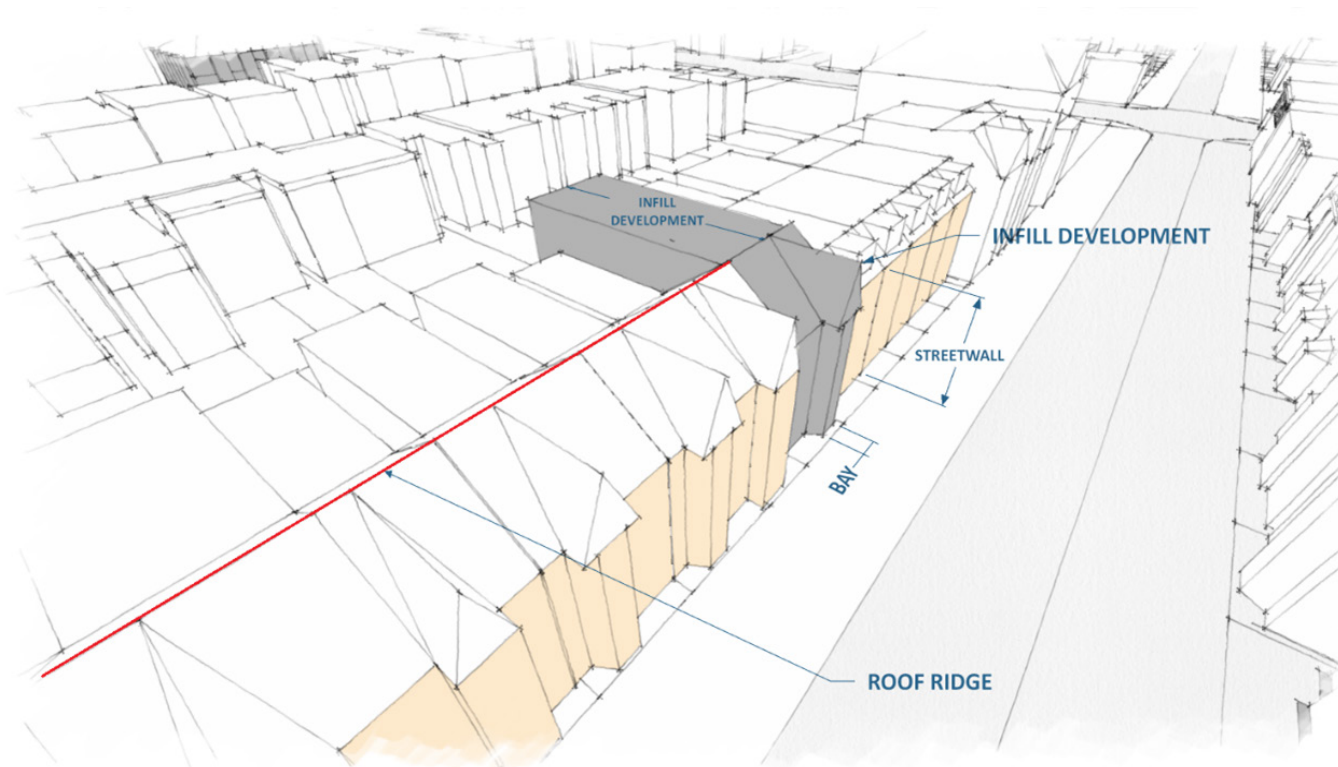 INFILL
DEVELOPMENT
INFILL DEVELOPMENT
STREETWALL
BAY
ROOF RIDGE